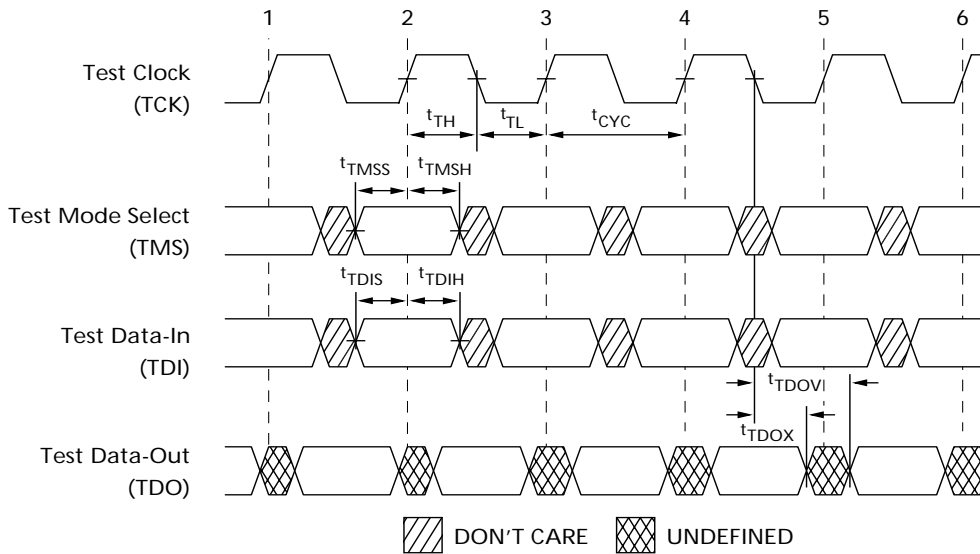 1 2 3 4 5 6
Test Clock
(TCK)
tTH tTL tCYC
tTMSS tTMSH
Test Mode Select
(TMS)
tTDIS tTDIH
Test Data-In
(TDI)
tTDOV
tTDOX
Test Data-Out
(TDO)
DON'T CARE UNDEFINED